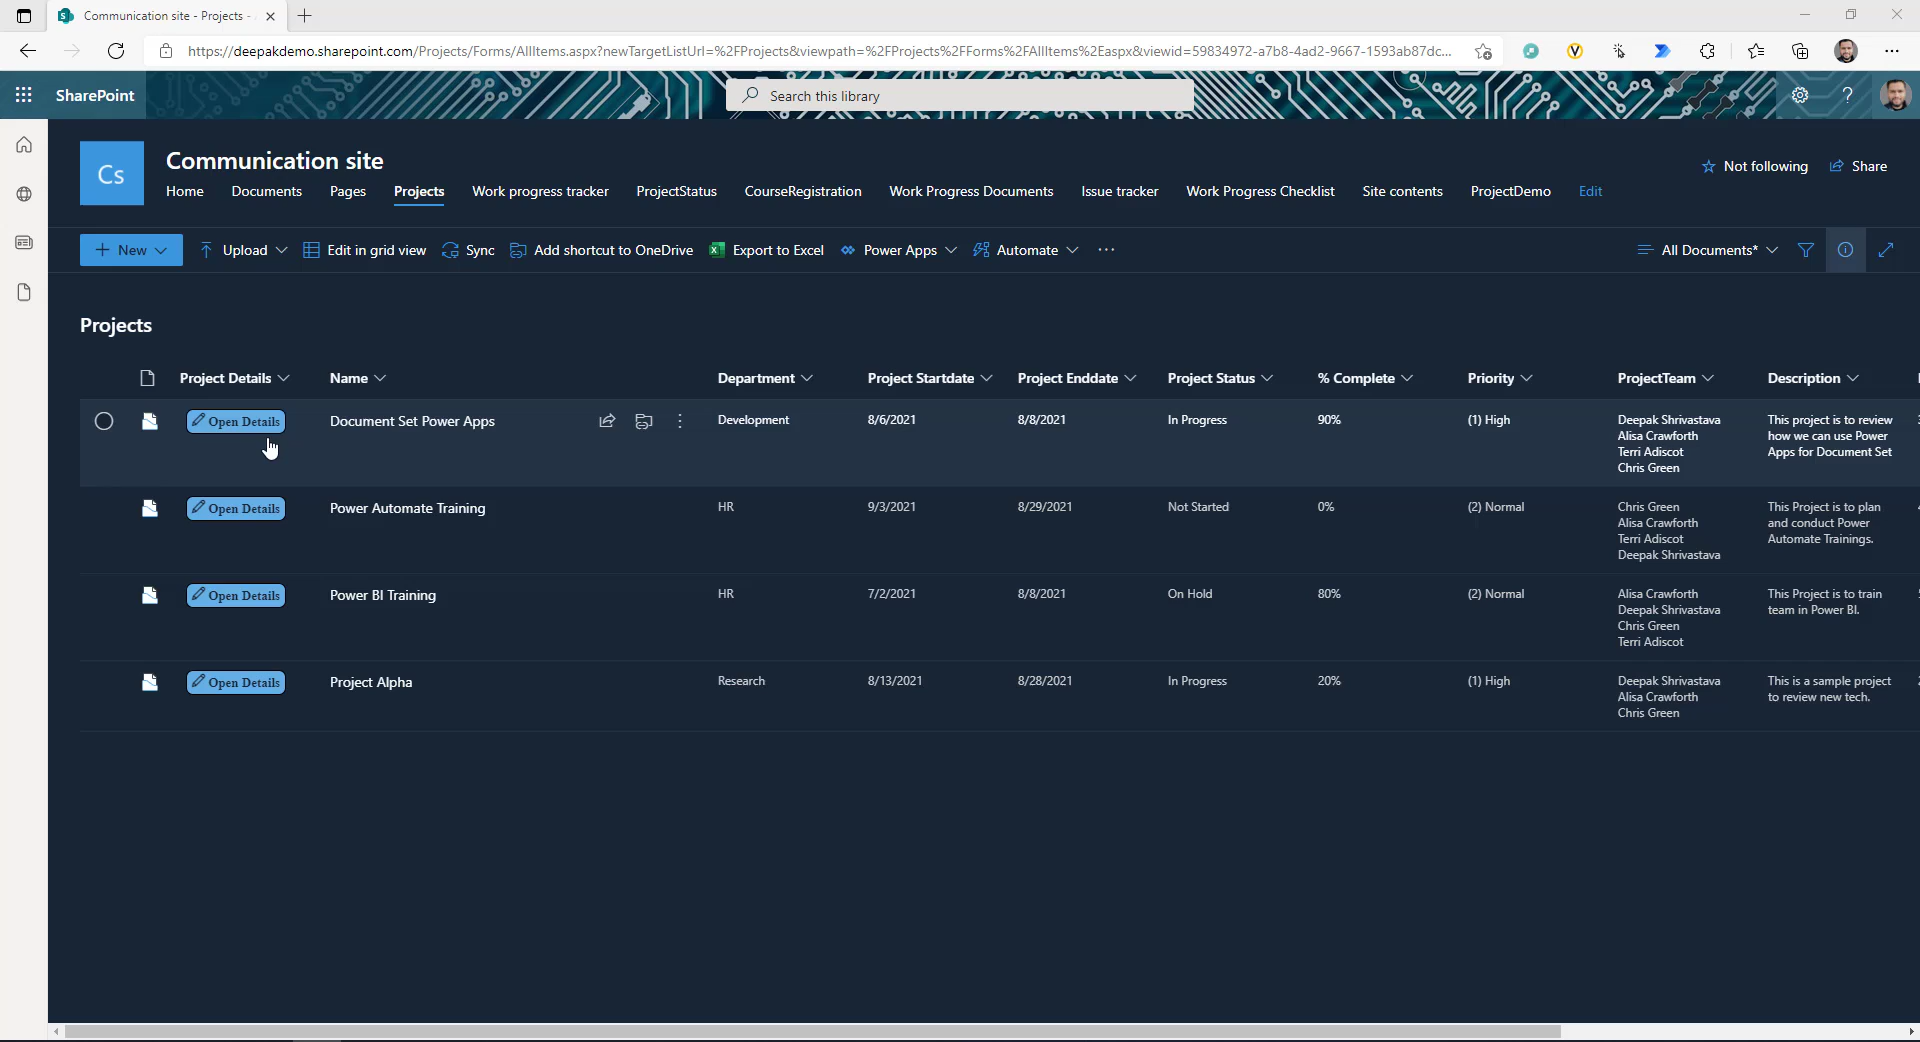 Communication site - Projects -
https://deepakdemo.sharepoint.com/Projects/Forms/AllItems.aspx?newTargetListUrl=%2FProjects&viewpath=%2FProjects%2FForms%2FAllItems%2Easpx&viewid=59834972-a7b8-4ad2-9667-1593ab87dc...
SharePoint
Search this library
Cs
Communication site
Not following
Share
Home
Documents
Pages
Projects
Work progress tracker
ProjectStatus
CourseRegistration
Work Progress Documents
Issue tracker
Work Progress Checklist
Site contents
ProjectDemo
Edit
New
Upload
Edit in grid view
Sync
Add shortcut to OneDrive
Export to Excel
Power Apps
Automate
All Documents*
Projects
Project Details
Name
Department
Project Startdate
Project Enddate
Project Status
% Complete
Priority
ProjectTeam
Description
Open Details
Document Set Power Apps
Development
8/6/2021
8/8/2021
In Progress
90%
(1) High
Deepak Shrivastava
Alisa Crawforth
Terri Adiscot
Chris Green
This project is to review
how we can use Power
Apps for Document Set
Open Details
Power Automate Training
HR
9/3/2021
8/29/2021
Not Started
0%
(2) Normal
Chris Green
Alisa Crawforth
Terri Adiscot
Deepak Shrivastava
This Project is to plan
and conduct Power
Automate Trainings.
Open Details
Power BI Training
HR
7/2/2021
8/8/2021
On Hold
80%
(2) Normal
Alisa Crawforth
Deepak Shrivastava
Chris Green
Terri Adiscot
This Project is to train
team in Power BI.
Open Details
Project Alpha
Research
8/13/2021
8/28/2021
In Progress
20%
(1) High
Deepak Shrivastava
Alisa Crawforth
Chris Green
This is a sample project
to review new tech.